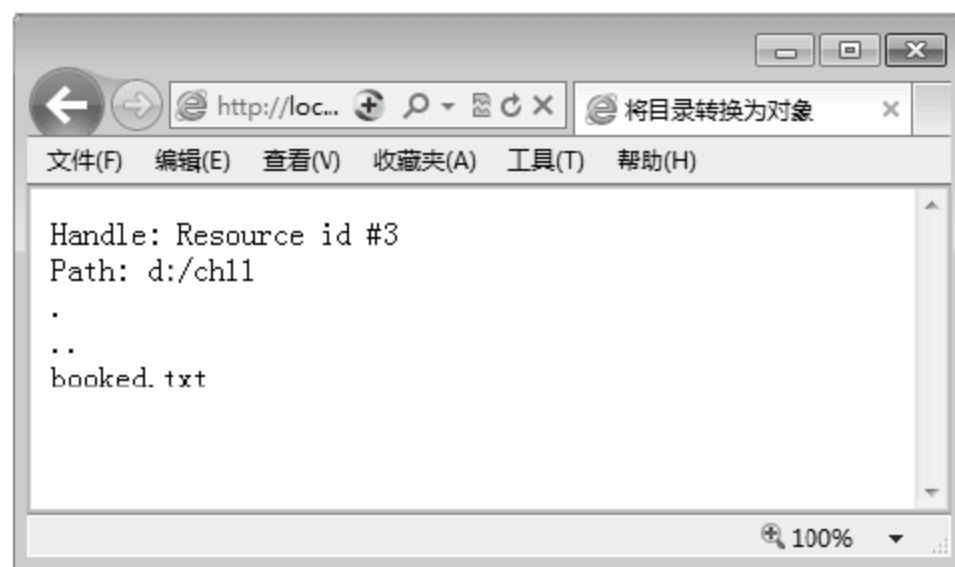 http://loc...
将目录转换为对象
文件(F) 编辑(E) 查看(V) 收藏夹(A) 工具(T) 帮助(H)
Handle: Resource id #3
Path: d:/ch11
.
..
booked.txt
100%